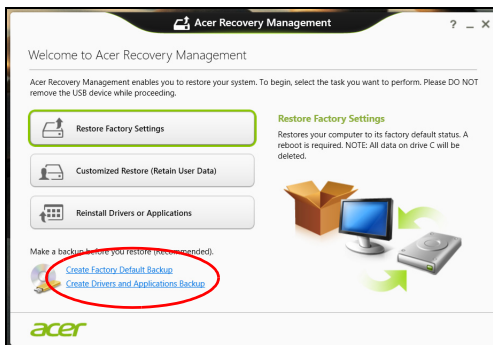 Acer Recovery Management
? _ X
Welcome to Acer Recovery Management
Acer Recovery Management enables you to restore your system. To begin, select the task you want to perform. Please DO NOT
remove the USB device while proceeding.
Restore Factory Settings
Customized Restore (Retain User Data)
Reinstall Drivers or Applications
Restore Factory Settings
Restores your computer to its factory default status. A
reboot is required. NOTE: All data on drive C will be
deleted.
Make a backup before you restore (Recommended).
Create Factory Default Backup
Create Drivers and Applications Backup
acer